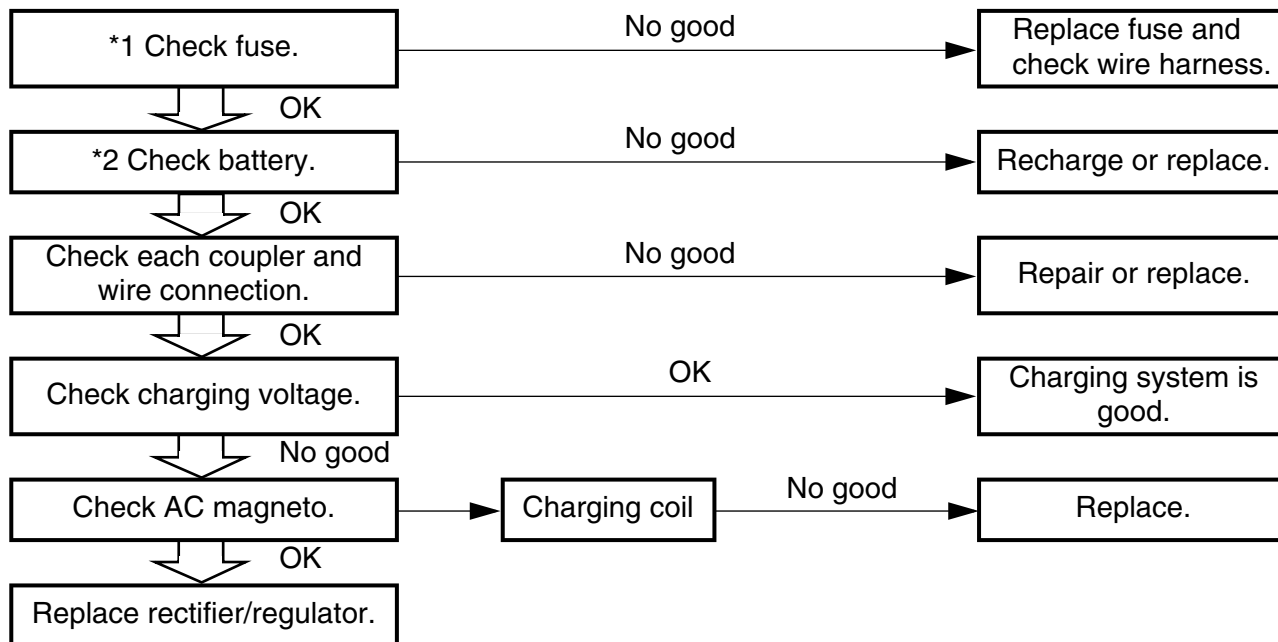 *1 Check fuse.
No good
Replace fuse and
check wire harness.
OK
*2 Check battery.
No good
Recharge or replace.
OK
Check each coupler and
wire connection.
No good
Repair or replace.
OK
Check charging voltage.
OK
Charging system is
good.
No good
Check AC magneto.
Charging coil
No good
Replace.
OK
Replace rectifier/regulator.